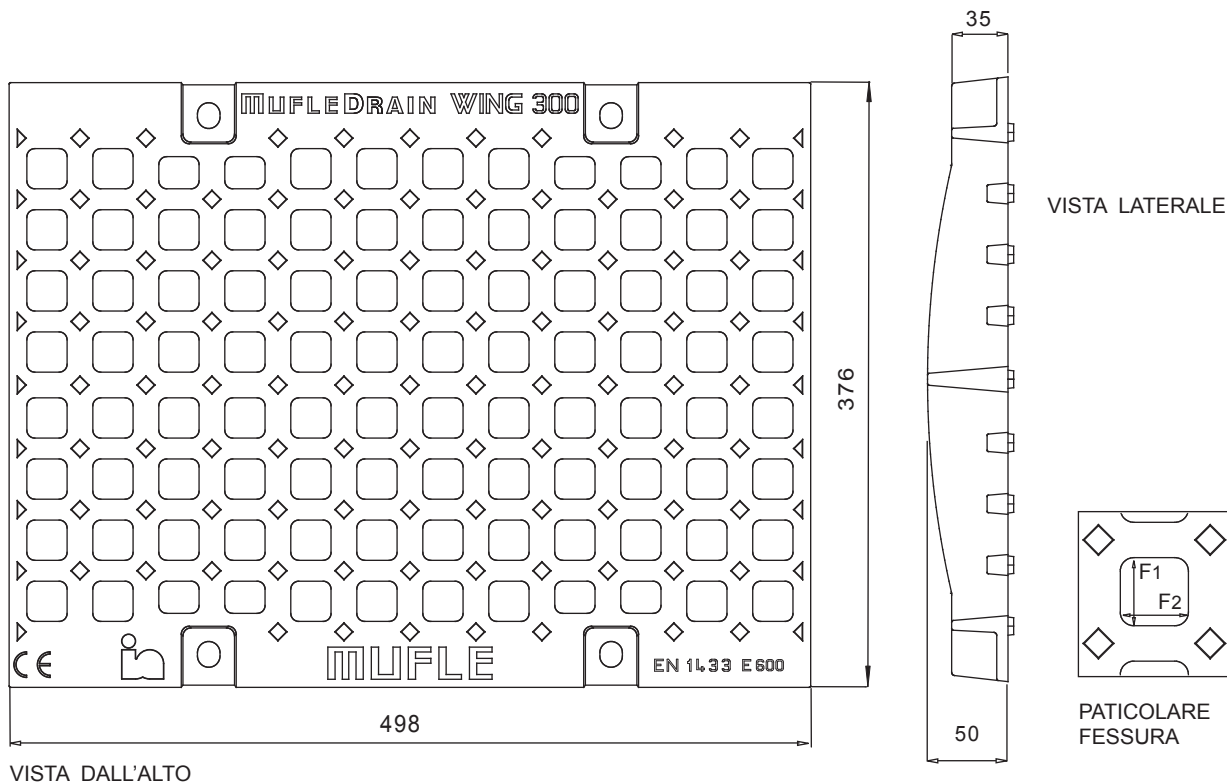 35
MUFLEDRAIN WING 300
VISTA LATERALE
376
F1
F2
CE
in
MUFLE
EN 1433 E600
498
50
PATICOLARE
FESSURA
VISTA DALL'ALTO